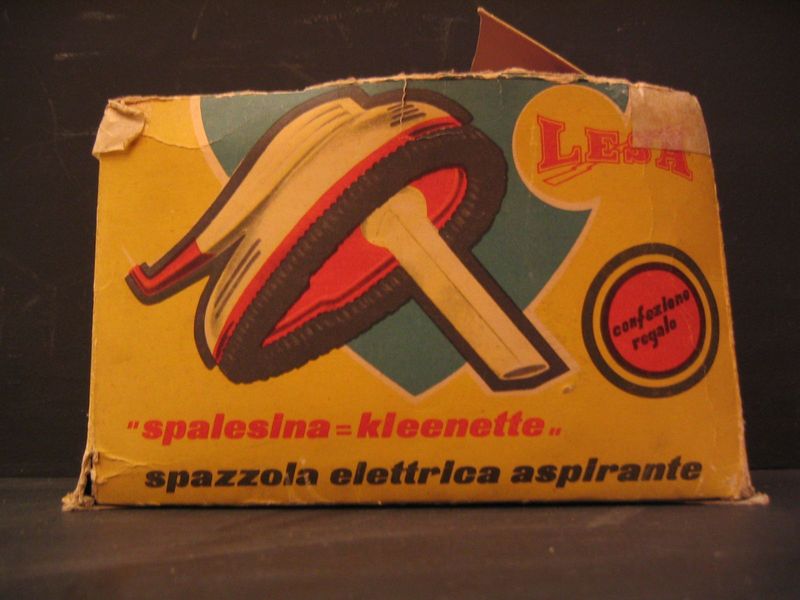 LESA
confezione
regalo
"spalesina = kleenette"
spazzola elettrica aspirante